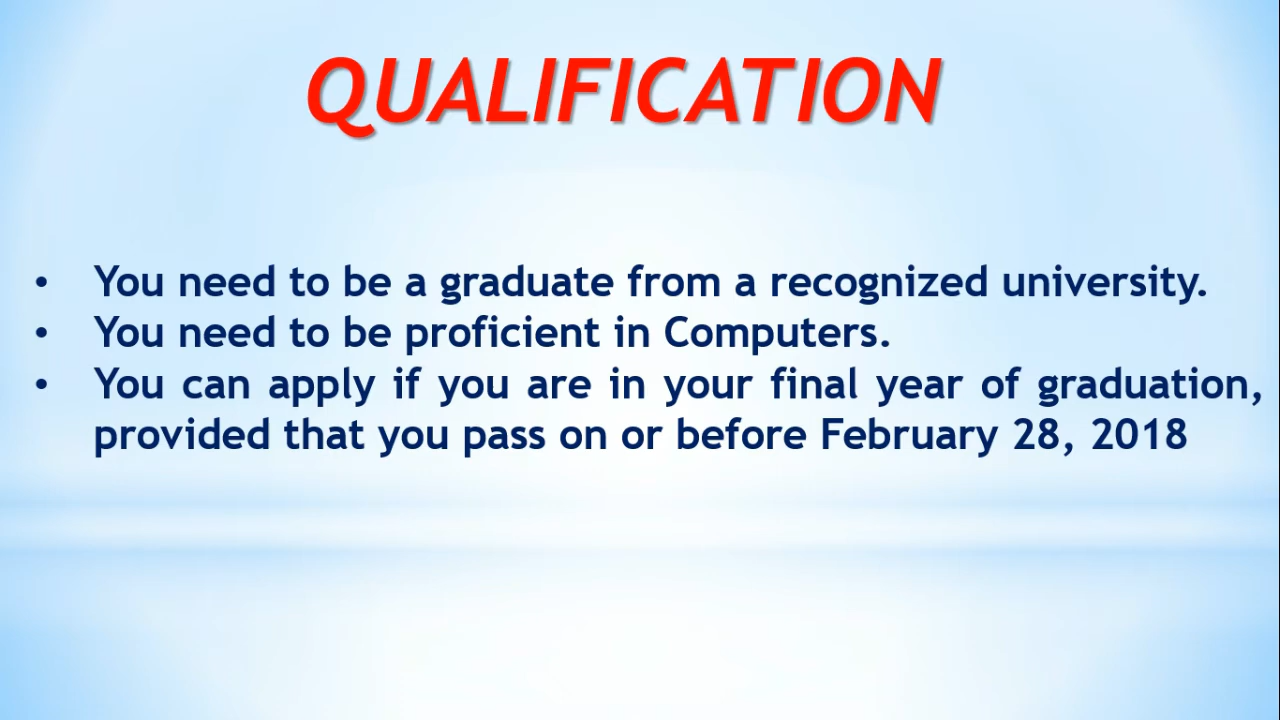 QUALIFICATION
• You need to be a graduate from a recognized university.
• You need to be proficient in Computers.
• You can apply if you are in your final year of graduation,
provided that you pass on or before February 28, 2018